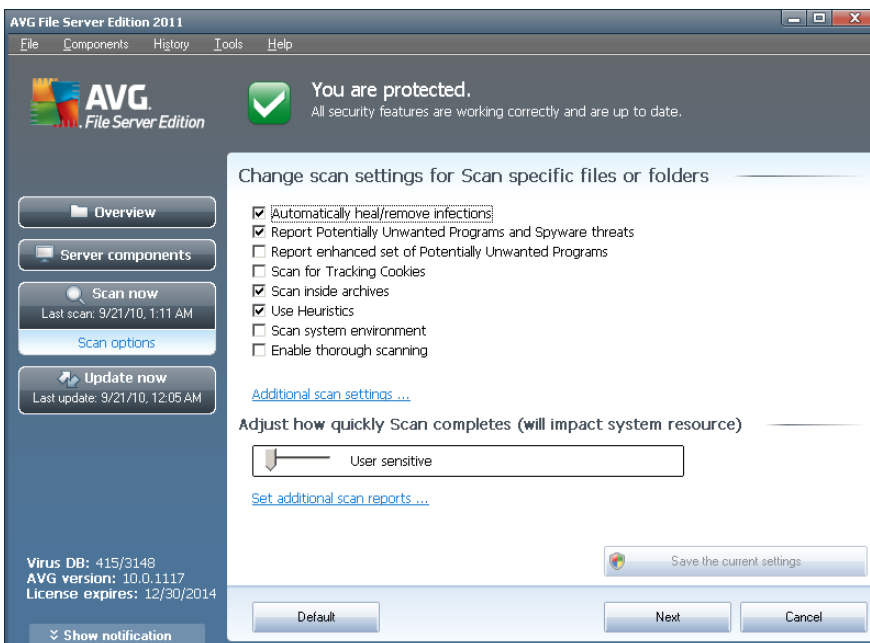 AVG File Server Edition 2011
File Components History Tools Help
AVG.
File Server Edition
You are protected.
All security features are working correctly and are up to date.
Overview
Server components
Scan now
Last scan: 9/21/10, 1:11 AM
Scan options
Update now
Last update: 9/21/10, 12:05 AM
Virus DB: 415/3148
AVG version: 10.0.1117
License expires: 12/30/2014
Show notification
Change scan settings for Scan specific files or folders
Automatically heal/remove infections
Report Potentially Unwanted Programs and Spyware threats
Report enhanced set of Potentially Unwanted Programs
Scan for Tracking Cookies
Scan inside archives
Use Heuristics
Scan system environment
Enable thorough scanning
Additional scan settings ...
Adjust how quickly Scan completes (will impact system resource)
User sensitive
Set additional scan reports ...
Save the current settings
Default Next Cancel